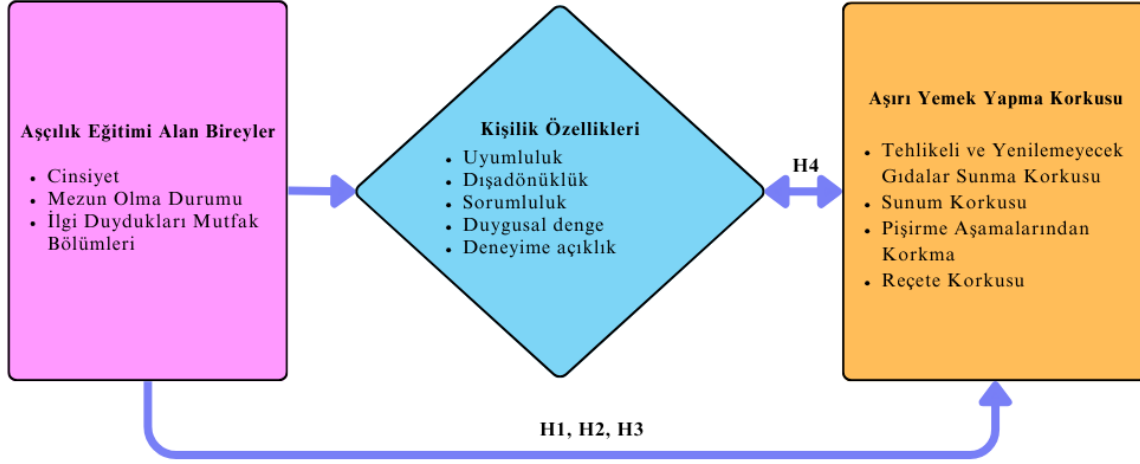 Aşçılık Eğitimi Alan Bireyler
Cinsiyet
Mezun Olma Durumu
İlgi Duydukları Mutfak
Bölümleri
Kişilik Özellikleri
Uyumluluk
Dışadönüklük
Sorumluluk
Duygusal denge
Deneyime açıklık
H4
Aşırı Yemek Yapma Korkusu
Tehlikeli ve Yenilemeyecek
Gıdalar Sunma Korkusu
Sunum Korkusu
Pişirme Aşamalarından
Korkma
Reçete Korkusu
H1, H2, H3